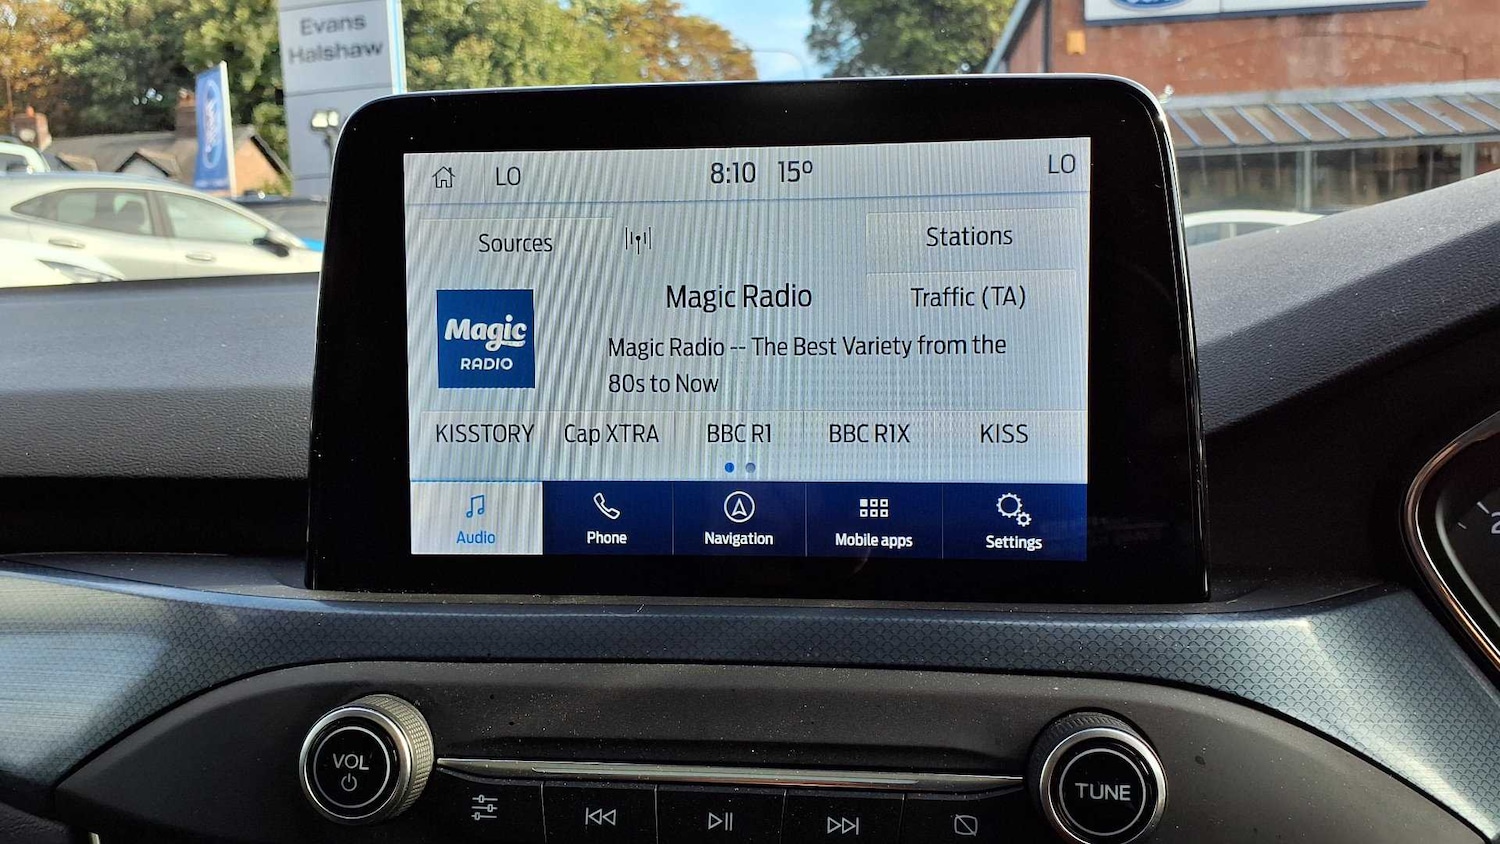 Evans
Halshaw
LO
8:10 15º
LO
Sources
Stations
Magic Radio
Traffic (TA)
Magic
RADIO
Magic Radio -- The Best Variety from the
80s to Now
KISSTORY
Cap XTRA
BBC R1
BBC R1X
KISS
Audio
Phone
Navigation
Mobile apps
Settings
VOL
TUNE